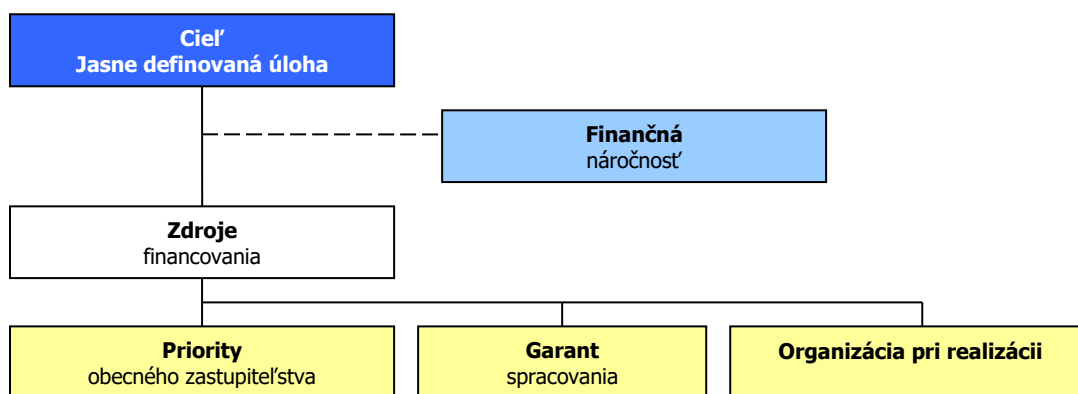 Cieľ
Jasne definovaná úloha
Finančná
náročnosť
Zdroje
financovania
Priority
obecného zastupiteľstva
Garant
spracovania
Organizácia pri realizácii